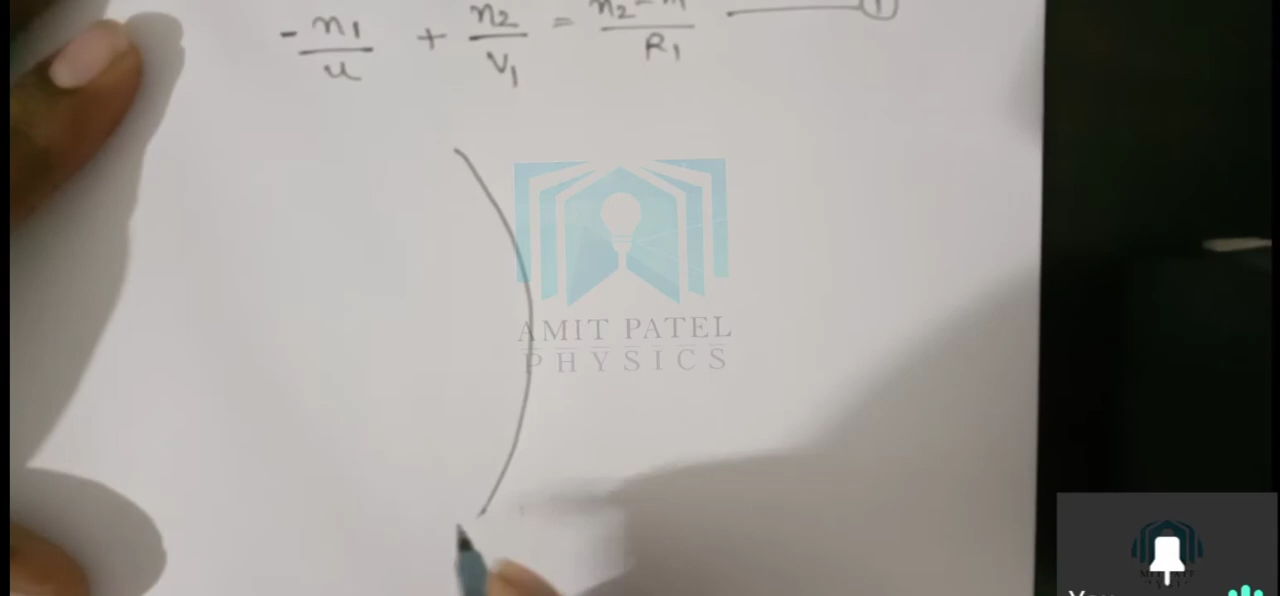 -n1/u + n2/v1 = n2-n1/R1 ——— ①
AMIT PATEL
PHYSICS